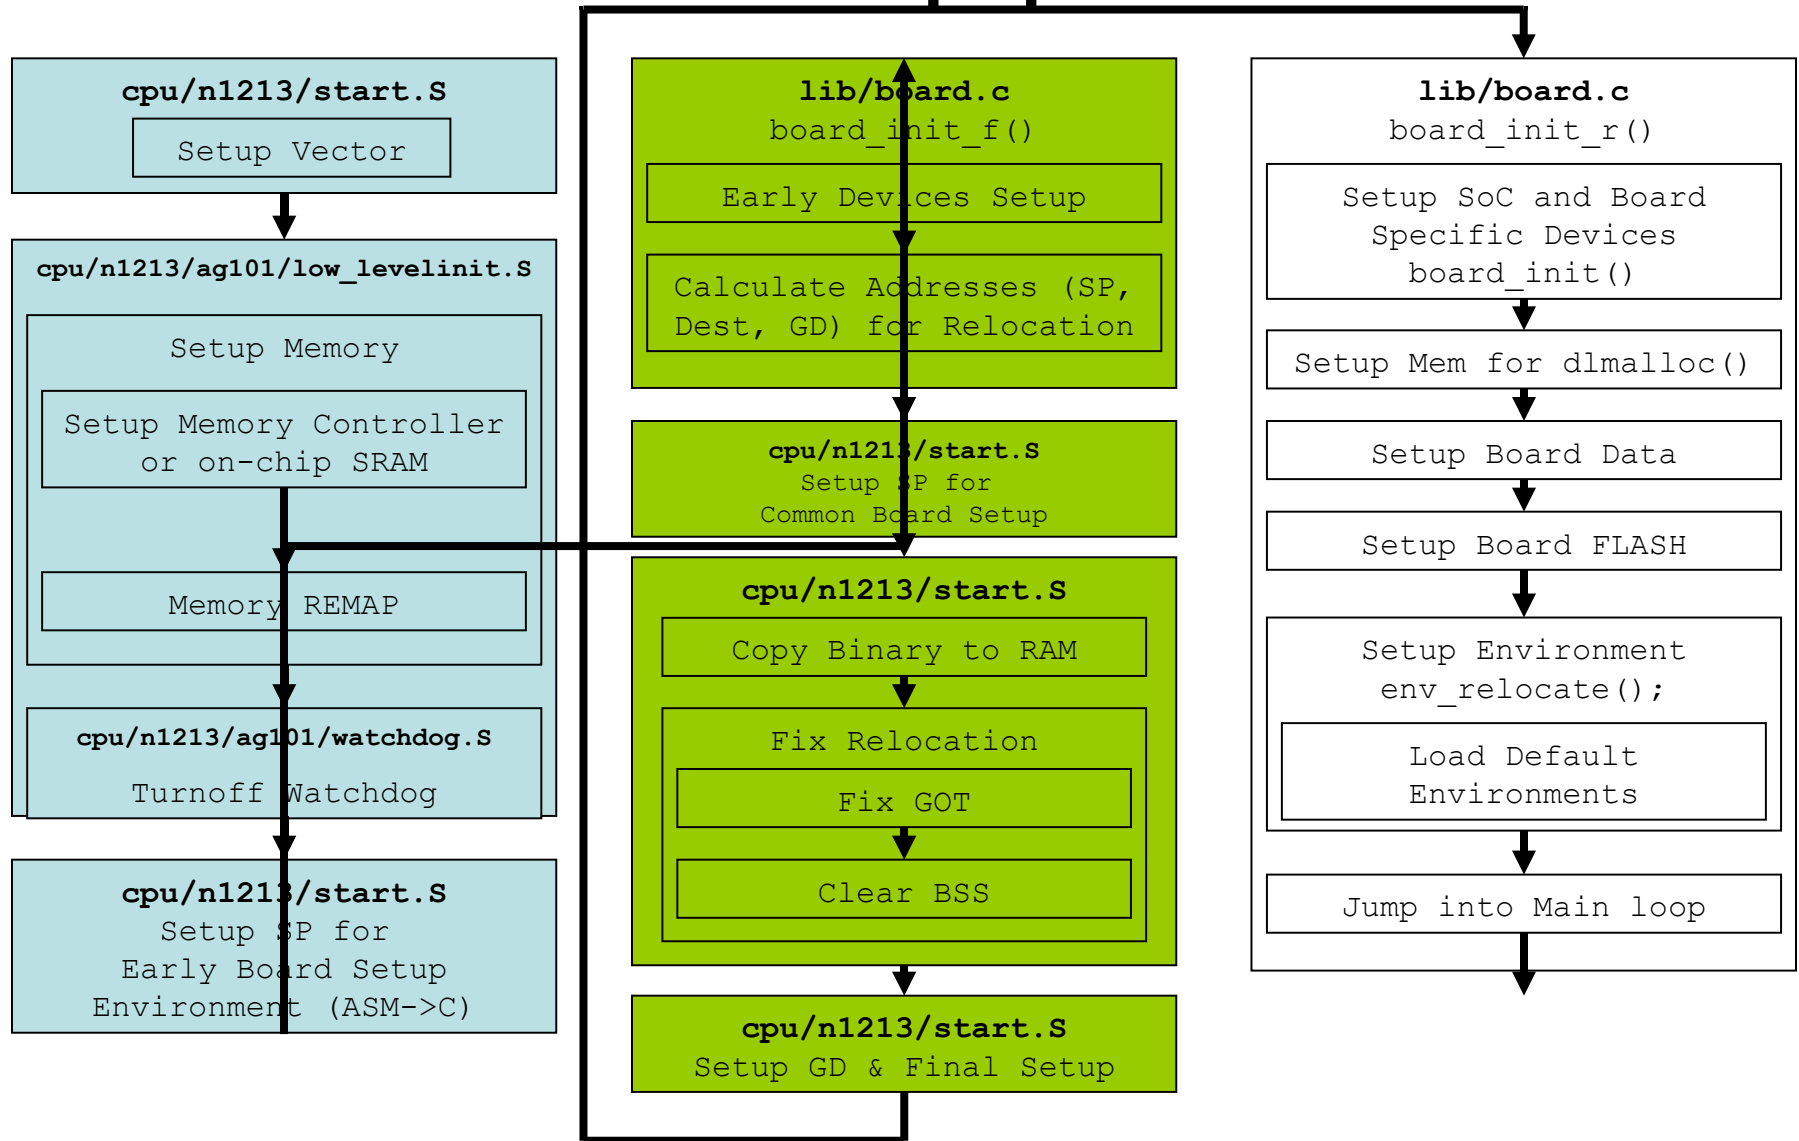 cpu/n1213/start.S
Setup Vector
cpu/n1213/ag101/low_levelinit.S
Setup Memory
Setup Memory Controller
or on-chip SRAM
Memory REMAP
cpu/n1213/ag101/watchdog.S
Turnoff Watchdog
cpu/n1213/start.S
Setup SP for
Early Board Setup
Environment (ASM->C)
lib/board.c
board_init_f()
Early Devices Setup
Calculate Addresses (SP,
Dest, GD) for Relocation
cpu/n1213/start.S
Setup SP for
Common Board Setup
cpu/n1213/start.S
Copy Binary to RAM
Fix Relocation
Fix GOT
Clear BSS
cpu/n1213/start.S
Setup GD & Final Setup
lib/board.c
board_init_r()
Setup SoC and Board
Specific Devices
board_init()
Setup Mem for dlmalloc()
Setup Board Data
Setup Board FLASH
Setup Environment
env_relocate();
Load Default
Environments
Jump into Main loop